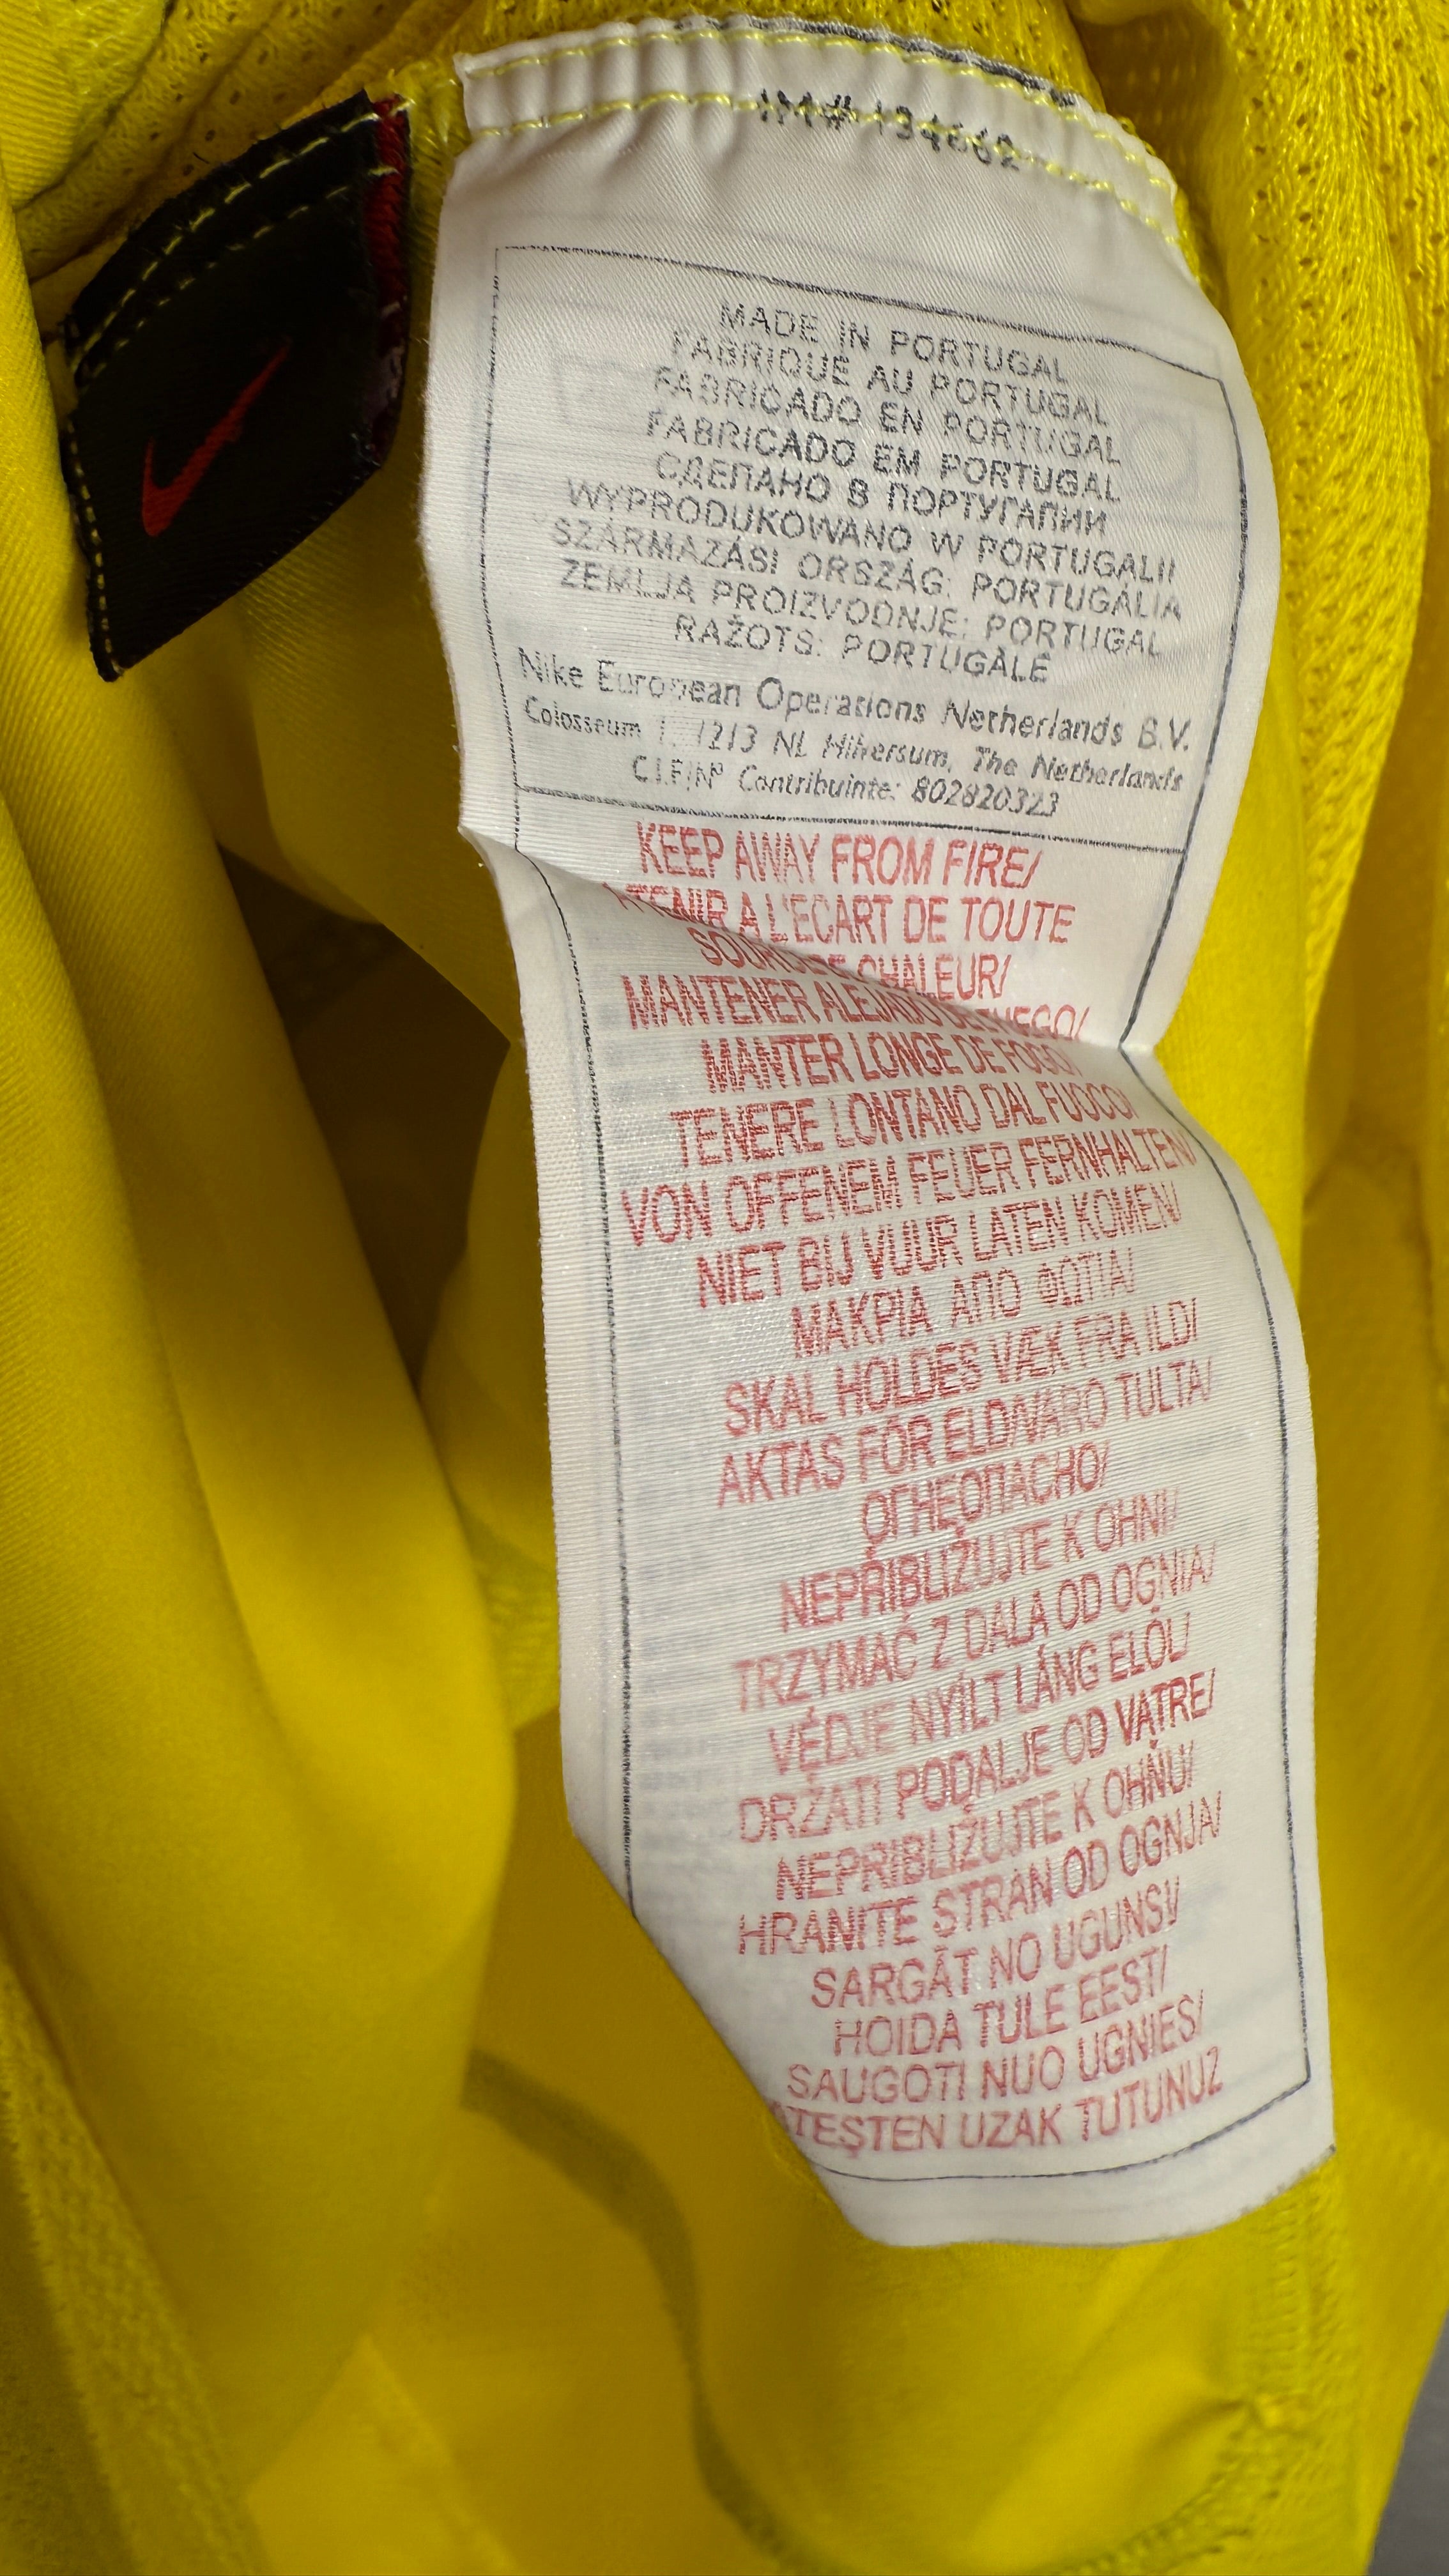 MADE IN PORTUGAL
FABRIQUE AU PORTUGAL
FABRICADO EN PORTUGAL
FABRICADO EM PORTUGAL
СДЕПАНО В ПОРТУГАПИИ
WYPRODUKOWANO W PORTUGALII
SZÁRMAZÁSI ORSZÁG: PORTUGÁLIA
ZEMLJA PROIZVODNJE: PORTUGAL
RAŽOTS: PORTUGĀLĒ
Nike European Operations Netherlands B.V.
Colosseum 1, 1213 NL Hilversum, The Netherlands
C.I.F/Nº Contribuinte: 802820323
KEEP AWAY FROM FIRE/
A L'ECART DE TOUTE
CHALEUR/
MANTENER ALEJADO
MANTER LONGE DE FOGO/
TENERE LONTANO DAL FUOCO/
VON OFFENEM FEUER FERNHALTEN/
NIET BIJ VUUR LATEN KOMEN/
ΜΑΚΡΙΑ ΑΠΟ ΦΩΤΙΑ/
SKAL HOLDES VÆK FRA ILD/
AKTAS FÖR ELD/VARO TULTA/
ОГНЕОПАСНО/
NEPŘIBLIŽUJTE K OHNI/
TRZYMAĆ Z DALA OD OGNIA/
VÉDJE NYÍLT LÁNG ELŐL/
DRŽATI PODALJE OD VATRE/
NEPRIBLIŽUJTE K OHŇU/
HRANITE STRAN OD OGNJA/
SARGĀT NO UGUNS/
HOIDA TULE EEST/
SAUGOTI NUO UGNIES/
ATEŞTEN UZAK TUTUNUZ